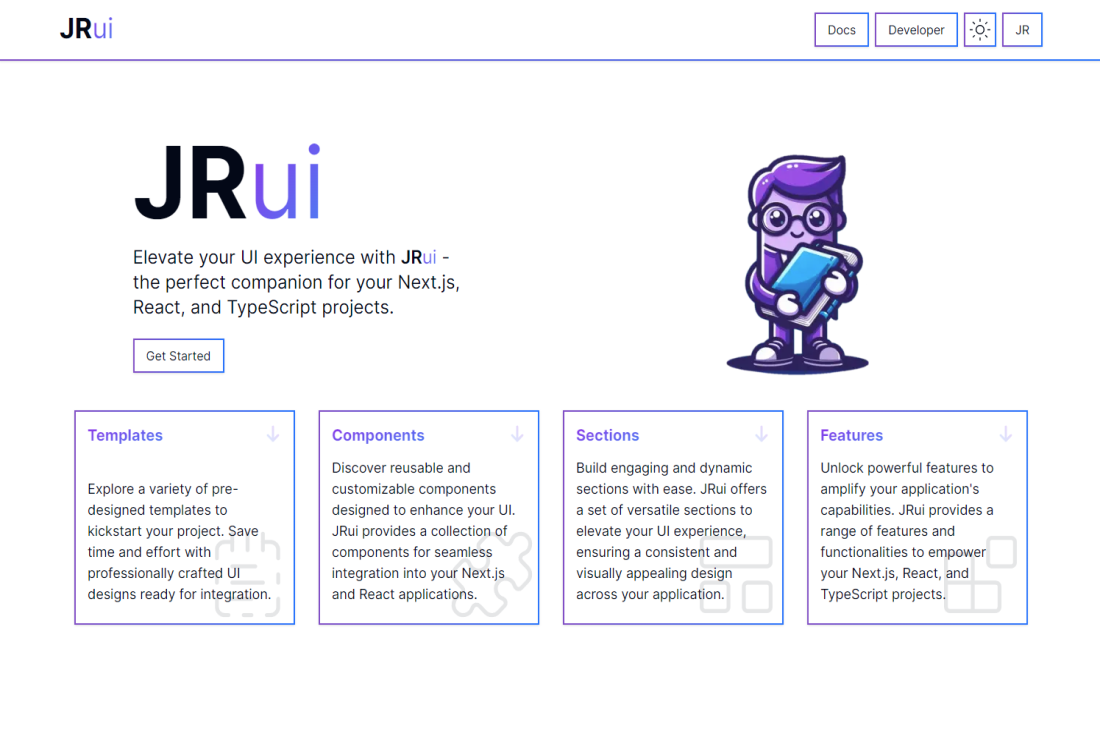 JRui
Docs
Developer
JR
JRui
Elevate your UI experience with JRui -
the perfect companion for your Next.js,
React, and TypeScript projects.
Get Started
Templates
Explore a variety of pre-
designed templates to
kickstart your project. Save
time and effort with
professionally crafted UI
designs ready for integration.
Components
Discover reusable and
customizable components
designed to enhance your UI.
JRui provides a collection of
components for seamless
integration into your Next.js
and React applications.
Sections
Build engaging and dynamic
sections with ease. JRui offers
a set of versatile sections to
elevate your UI experience,
ensuring a consistent and
visually appealing design
across your application.
Features
Unlock powerful features to
amplify your application's
capabilities. JRui provides a
range of features and
functionalities to empower
your Next.js, React, and
TypeScript projects.